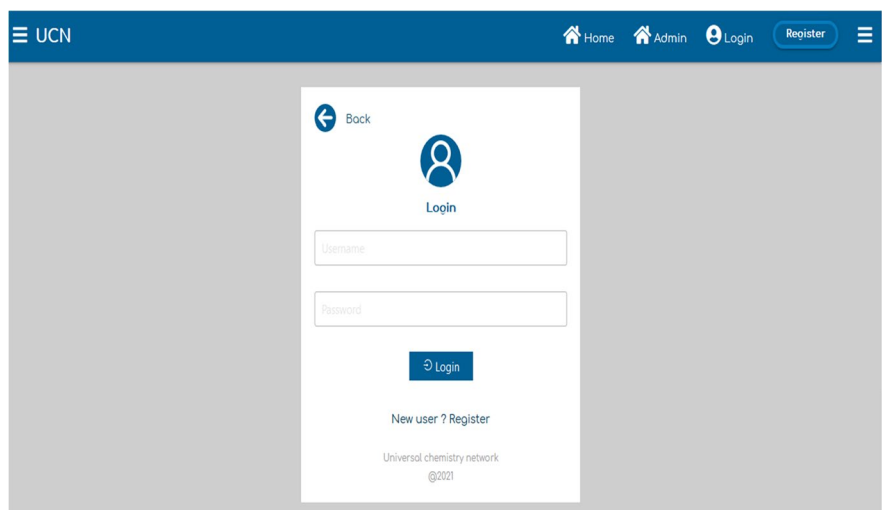 UCN Home Admin Login Register
Back
Login
Username
Password
Login
New user ? Register
Universal chemistry network
@2021